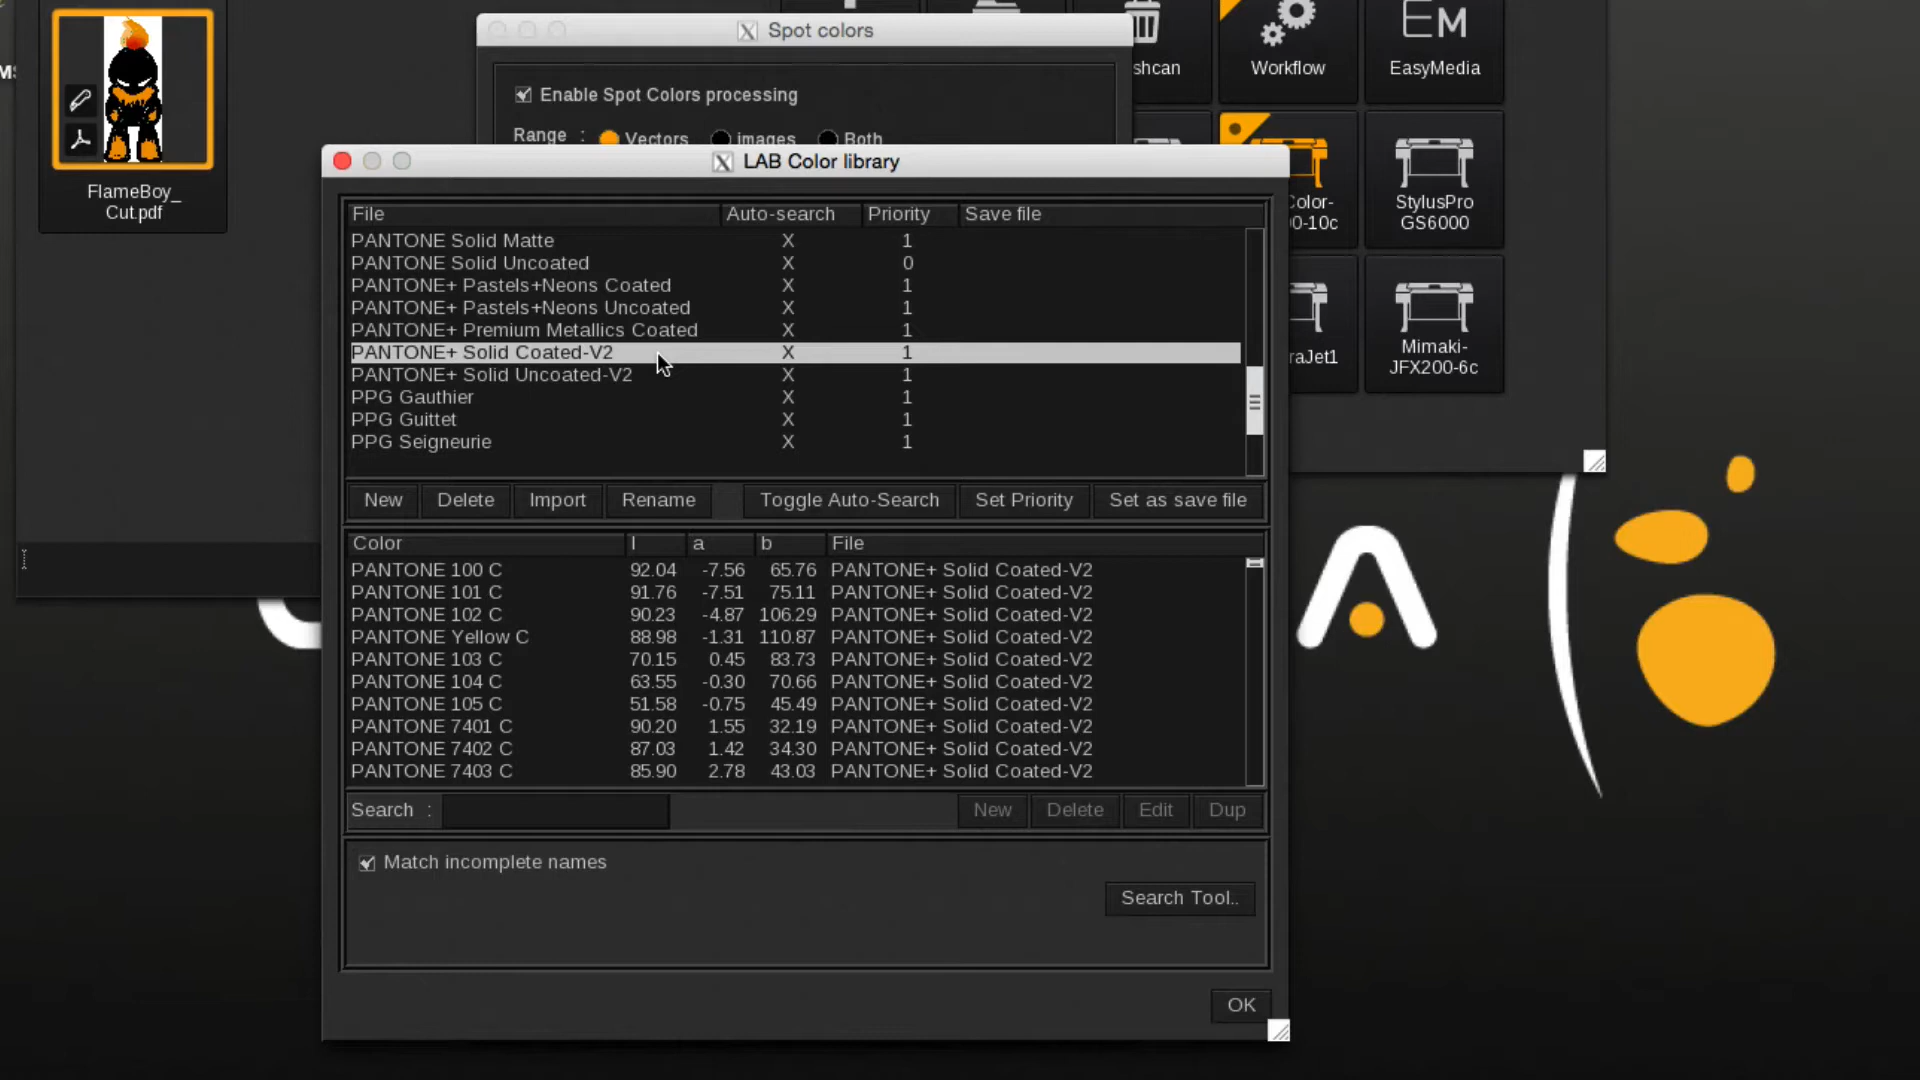 Spot colors
Enable Spot Colors processing
Range : Vectors images Both
shcan
Workflow
EasyMedia
FlameBoy_
Cut.pdf
StylusPro
GS6000
Mimaki-
JFX200-6c
LAB Color library
File Auto-search Priority Save file
PANTONE Solid Matte X 1
PANTONE Solid Uncoated X 0
PANTONE+ Pastels+Neons Coated X 1
PANTONE+ Pastels+Neons Uncoated X 1
PANTONE+ Premium Metallics Coated X 1
PANTONE+ Solid Coated-V2 X 1
PANTONE+ Solid Uncoated-V2 X 1
PPG Gauthier X 1
PPG Guittet X 1
PPG Seigneurie X 1
New Delete Import Rename Toggle Auto-Search Set Priority Set as save file
Color l a b File
PANTONE 100 C 92.04 -7.56 65.76 PANTONE+ Solid Coated-V2
PANTONE 101 C 91.76 -7.51 75.11 PANTONE+ Solid Coated-V2
PANTONE 102 C 90.23 -4.87 106.29 PANTONE+ Solid Coated-V2
PANTONE Yellow C 88.98 -1.31 110.87 PANTONE+ Solid Coated-V2
PANTONE 103 C 70.15 0.45 83.73 PANTONE+ Solid Coated-V2
PANTONE 104 C 63.55 -0.30 70.66 PANTONE+ Solid Coated-V2
PANTONE 105 C 51.58 -0.75 45.49 PANTONE+ Solid Coated-V2
PANTONE 7401 C 90.20 1.55 32.19 PANTONE+ Solid Coated-V2
PANTONE 7402 C 87.03 1.42 34.30 PANTONE+ Solid Coated-V2
PANTONE 7403 C 85.90 2.78 43.03 PANTONE+ Solid Coated-V2
Search : New Delete Edit Dup
Match incomplete names
Search Tool..
OK